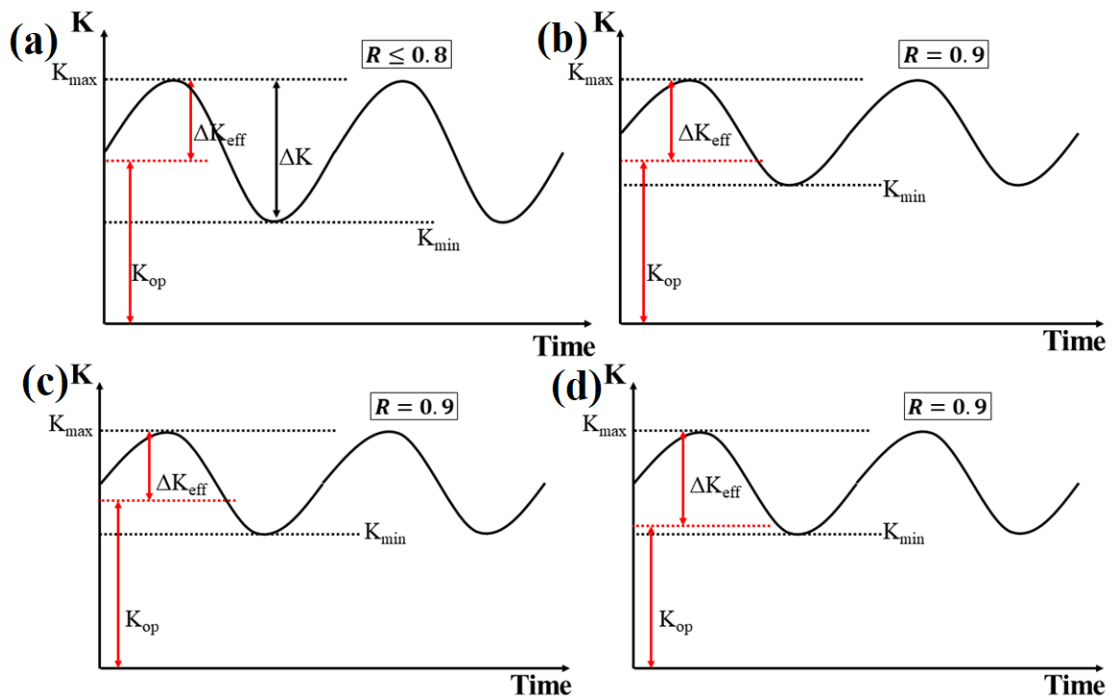 (a)
K
R ≤ 0.8
Kmax
ΔKeff
ΔK
Kmin
Kop
Time
(b)
K
R = 0.9
Kmax
ΔKeff
Kmin
Kop
Time
(c)
K
R = 0.9
Kmax
ΔKeff
Kmin
Kop
Time
(d)
K
R = 0.9
Kmax
ΔKeff
Kmin
Kop
Time